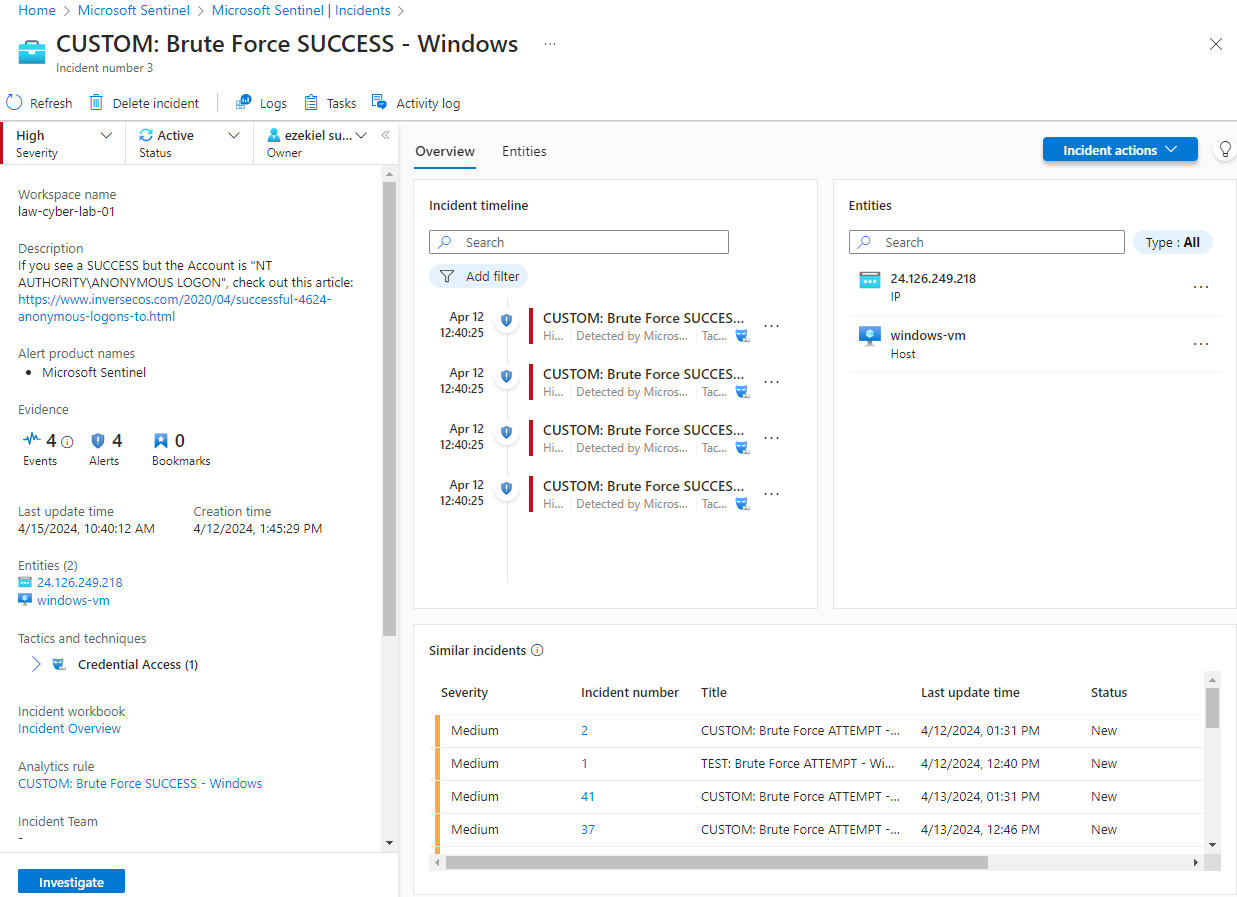 Home > Microsoft Sentinel > Microsoft Sentinel | Incidents >
CUSTOM: Brute Force SUCCESS - Windows ...
Incident number 3
Refresh Delete incident Logs Tasks Activity log
High Severity
Active Status
ezekiel su... Owner
«
Workspace name
law-cyber-lab-01
Description
If you see a SUCCESS but the Account is "NT
AUTHORITY\ANONYMOUS LOGON", check out this article:
https://www.inversecos.com/2020/04/successful-4624-
anonymous-logons-to.html
Alert product names
• Microsoft Sentinel
Evidence
4 Events
4 Alerts
0 Bookmarks
Last update time
4/15/2024, 10:40:12 AM
Creation time
4/12/2024, 1:45:29 PM
Entities (2)
24.126.249.218
windows-vm
Tactics and techniques
Credential Access (1)
Incident workbook
Incident Overview
Analytics rule
CUSTOM: Brute Force SUCCESS - Windows
Incident Team
-
Investigate
Overview Entities
Incident actions
Incident timeline
Search
Add filter
Apr 12 CUSTOM: Brute Force SUCCES... ...
12:40:25 Hi... Detected by Micros... Tac...
Apr 12 CUSTOM: Brute Force SUCCES... ...
12:40:25 Hi... Detected by Micros... Tac...
Apr 12 CUSTOM: Brute Force SUCCES... ...
12:40:25 Hi... Detected by Micros... Tac...
Apr 12 CUSTOM: Brute Force SUCCES... ...
12:40:25 Hi... Detected by Micros... Tac...
Entities
Search
Type : All
24.126.249.218 ...
IP
windows-vm ...
Host
Similar incidents
Severity Incident number Title Last update time Status
Medium 2 CUSTOM: Brute Force ATTEMPT -... 4/12/2024, 01:31 PM New
Medium 1 TEST: Brute Force ATTEMPT - Wi... 4/12/2024, 12:40 PM New
Medium 41 CUSTOM: Brute Force ATTEMPT -... 4/13/2024, 01:31 PM New
Medium 37 CUSTOM: Brute Force ATTEMPT -... 4/13/2024, 12:46 PM New